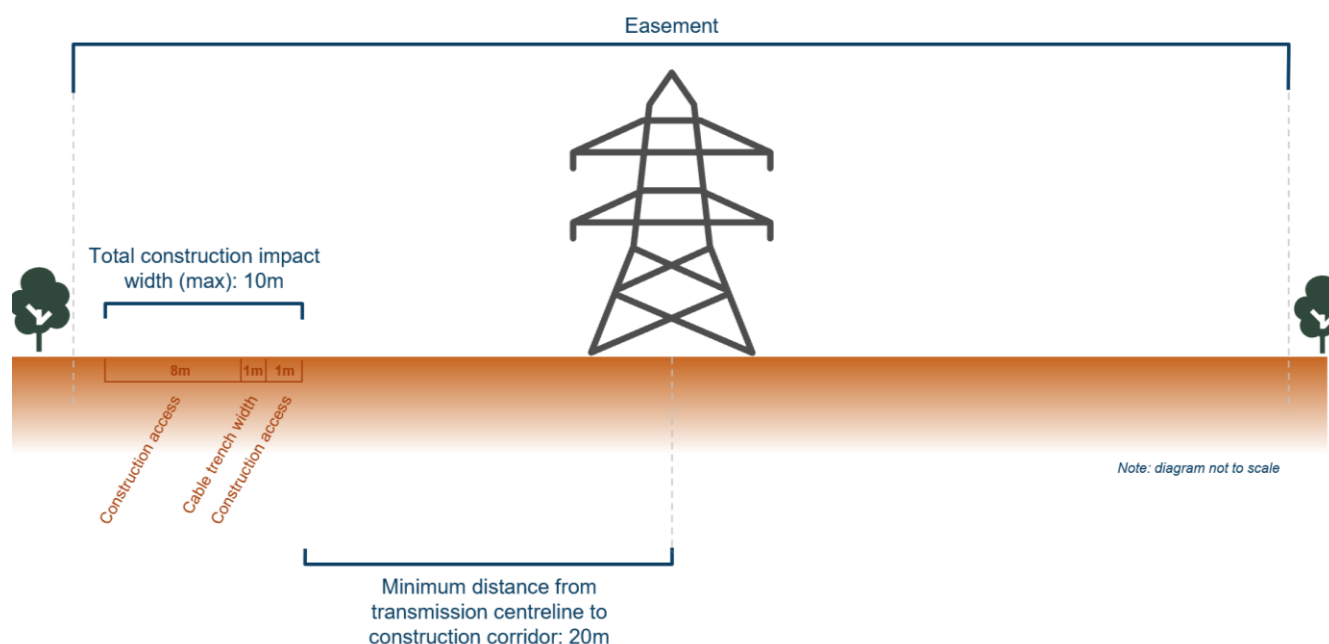 Easement
Total construction impact
width (max): 10m
8m
1m
1m
Construction access
Cable trench width
Construction access
Note: diagram not to scale
Minimum distance from
transmission centreline to
construction corridor: 20m